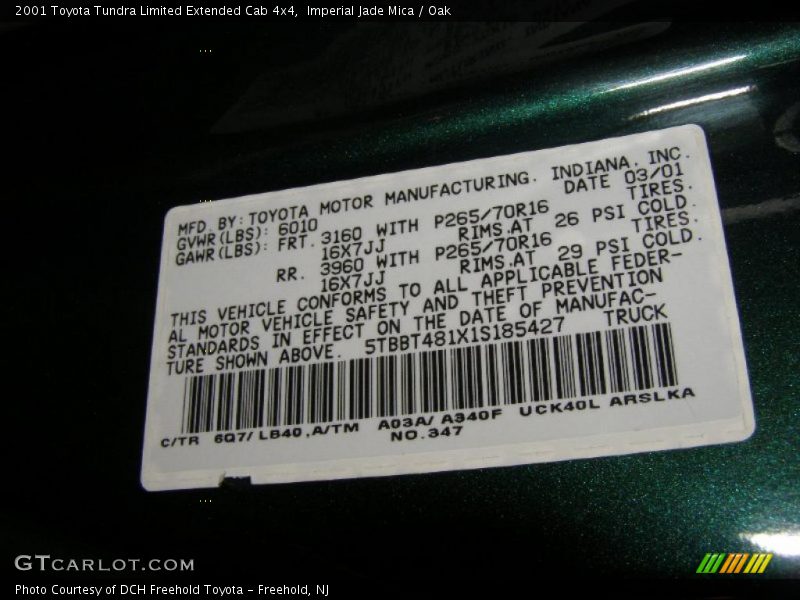 2001 Toyota Tundra Limited Extended Cab 4x4,  Imperial Jade Mica / Oak
MFD. BY: TOYOTA MOTOR MANUFACTURING. INDIANA, INC.
GVWR(LBS): 6010 DATE 03/01
GAWR(LBS): FRT. 3160 WITH P265/70R16 TIRES.
16X7JJ RIMS.AT 26 PSI COLD.
RR. 3960 WITH P265/70R16 TIRES.
16X7JJ RIMS.AT 29 PSI COLD.
THIS VEHICLE CONFORMS TO ALL APPLICABLE FEDER-
AL MOTOR VEHICLE SAFETY AND THEFT PREVENTION
STANDARDS IN EFFECT ON THE DATE OF MANUFAC-
TURE SHOWN ABOVE. 5TBBT481X1S185427 TRUCK
C/TR 6Q7/ LB40 ,A/TM A03A/ A340F UCK40L ARSLKA
NO.347
GTCARLOT.COM
Photo Courtesy of DCH Freehold Toyota - Freehold, NJ